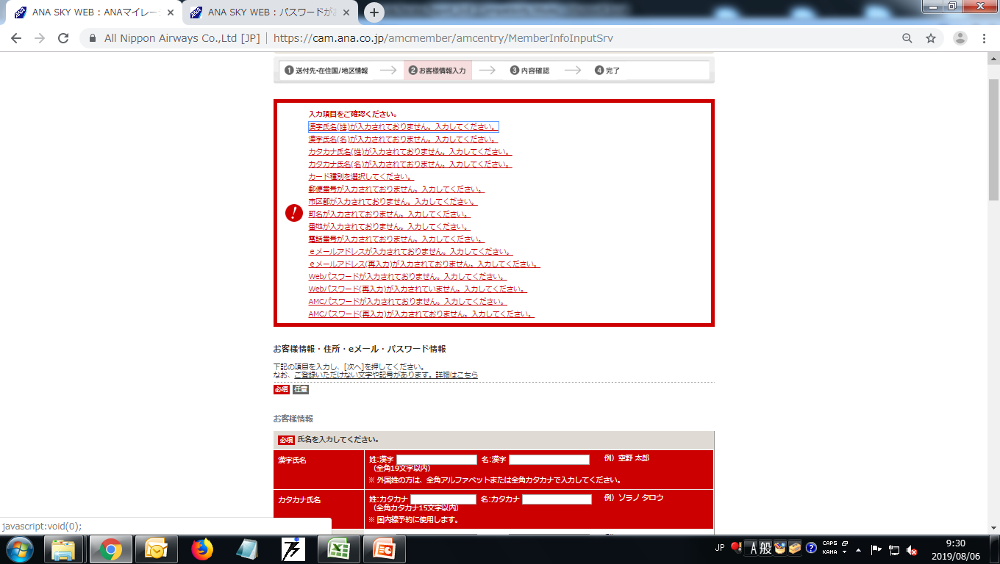 ANA SKY WEB：ANAマイレー
ANA SKY WEB：パスワードがお
All Nippon Airways Co.,Ltd [JP] | https://cam.ana.co.jp/amcmember/amcentry/MemberInfoInputSrv
1 送付先・在住国/地区情報 2 お客様情報入力 3 内容確認 4 完了
入力項目をご確認ください。
漢字氏名(姓)が入力されておりません。入力してください。
漢字氏名(名)が入力されておりません。入力してください。
カタカナ氏名(姓)が入力されておりません。入力してください。
カタカナ氏名(名)が入力されておりません。入力してください。
カード種別を選択してください。
郵便番号が入力されておりません。入力してください。
市区郡が入力されておりません。入力してください。
町名が入力されておりません。入力してください。
番地が入力されておりません。入力してください。
電話番号が入力されておりません。入力してください。
ｅメールアドレスが入力されておりません。入力してください。
ｅメールアドレス(再入力)が入力されておりません。入力してください。
Webパスワードが入力されておりません。入力してください。
Webパスワード(再入力)が入力されていません。入力してください。
AMCパスワードが入力されておりません。入力してください。
AMCパスワード(再入力)が入力されておりません。入力してください。
お客様情報・住所・eメール・パスワード情報
下記の項目を入力し、[次へ]を押してください。
なお、ご登録いただけない文字や記号があります。詳細はこちら
必須 任意
お客様情報
必須 氏名を入力してください。
漢字氏名 姓:漢字 名:漢字 例）空野 太郎
（全角19文字以内）
※ 外国姓の方は、全角アルファベットまたは全角カタカナで入力してください。
カタカナ氏名 姓:カタカナ 名:カタカナ 例）ソラノ タロウ
（全角カタカナ15文字以内）
※ 国内線予約に使用します。
javascript:void(0);
JP A 般 CAPS KANA
9:30
2019/08/06